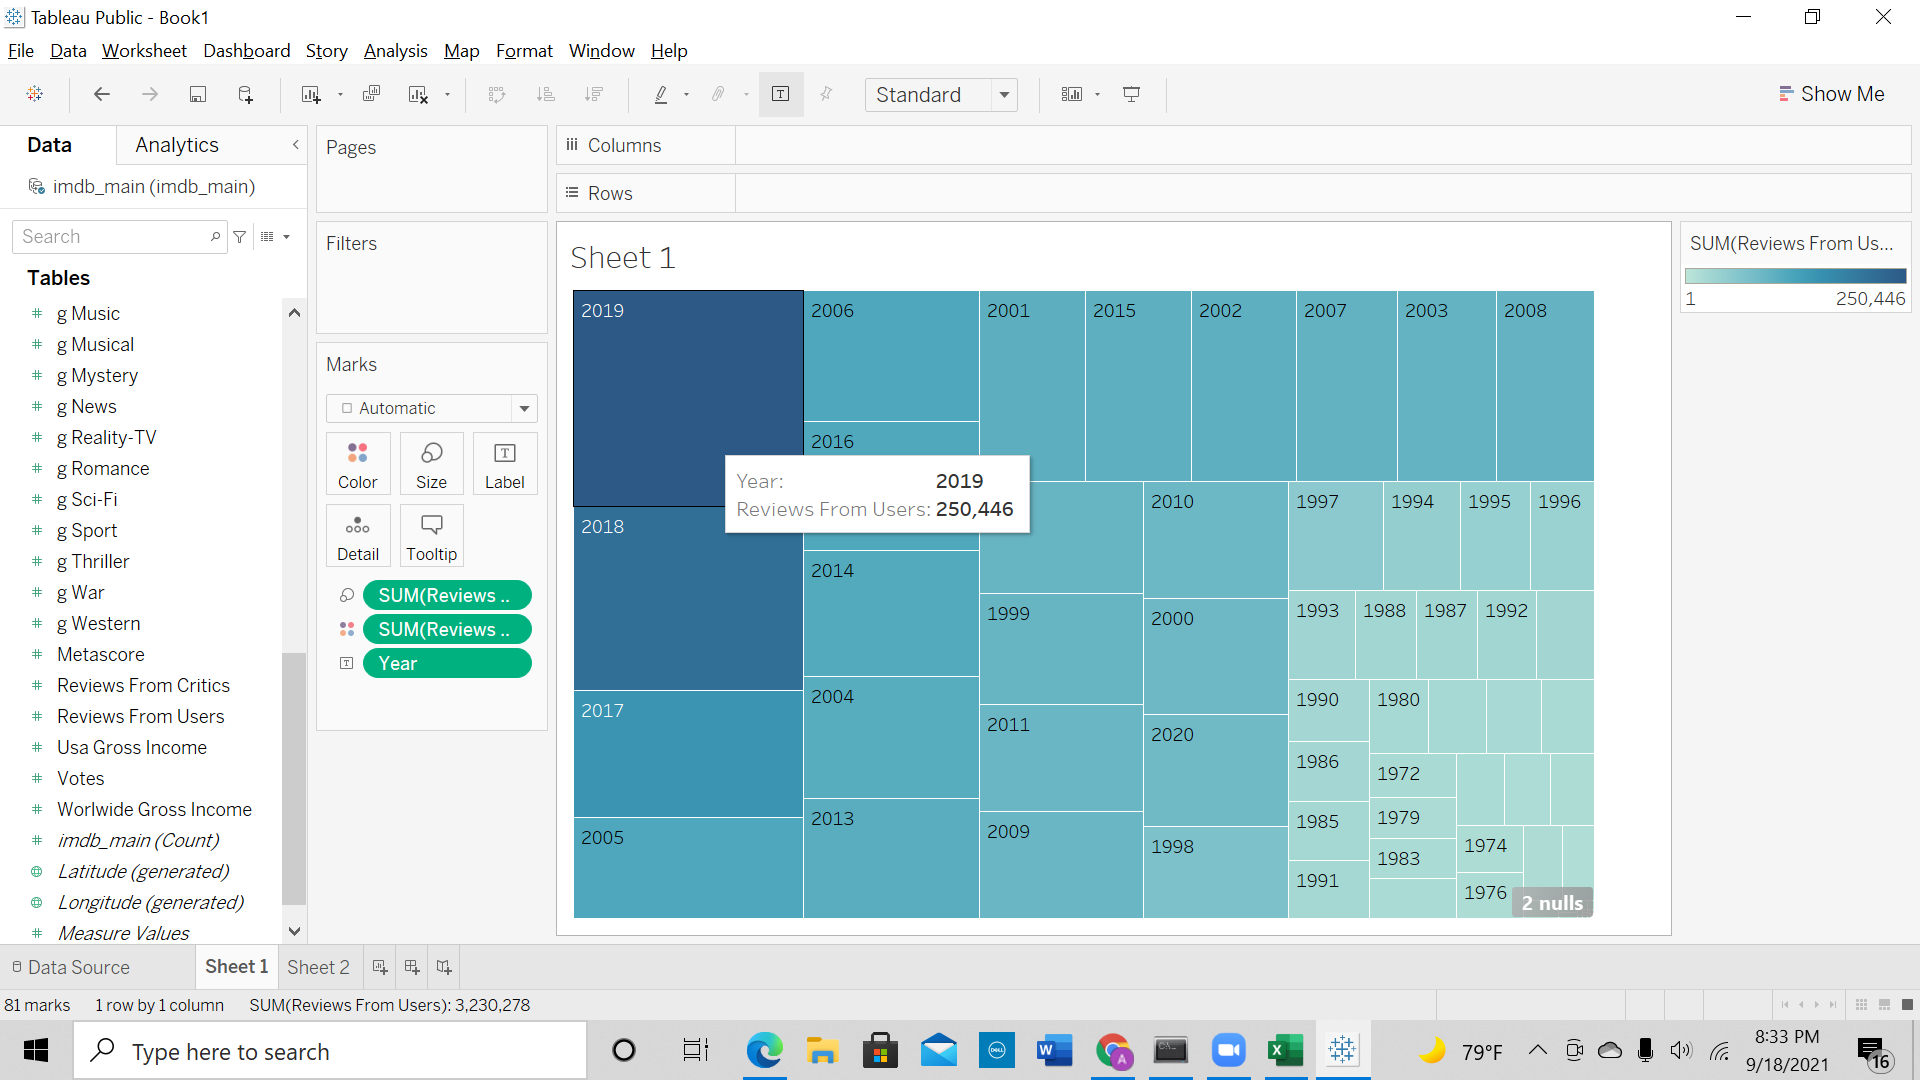 Tableau Public - Book1
File Data Worksheet Dashboard Story Analysis Map Format Window Help
Standard
Show Me
Data Analytics
imdb_main (imdb_main)
Search
Tables
g Music
g Musical
g Mystery
g News
g Reality-TV
g Romance
g Sci-Fi
g Sport
g Thriller
g War
g Western
Metascore
Reviews From Critics
Reviews From Users
Usa Gross Income
Votes
Worlwide Gross Income
imdb_main (Count)
Latitude (generated)
Longitude (generated)
Measure Values
Pages
Filters
Marks
Automatic
Color Size Label
Detail Tooltip
SUM(Reviews ..
SUM(Reviews ..
Year
Columns
Rows
Sheet 1
2019 2006 2001 2015 2002 2007 2003 2008
2016
Year: 2019
Reviews From Users: 250,446
2010 1997 1994 1995 1996
2018
2014
1999 2000 1993 1988 1987 1992
2004
2017
1990 1980
2011 2020
1986 1972
2013 1979
1985
2005 2009 1998
1983 1974
1991 1976
2 nulls
SUM(Reviews From Us...
1 250,446
Data Source Sheet 1 Sheet 2
81 marks 1 row by 1 column SUM(Reviews From Users): 3,230,278
Type here to search
DELL
W
A
C:\
X
79°F
8:33 PM
9/18/2021
16